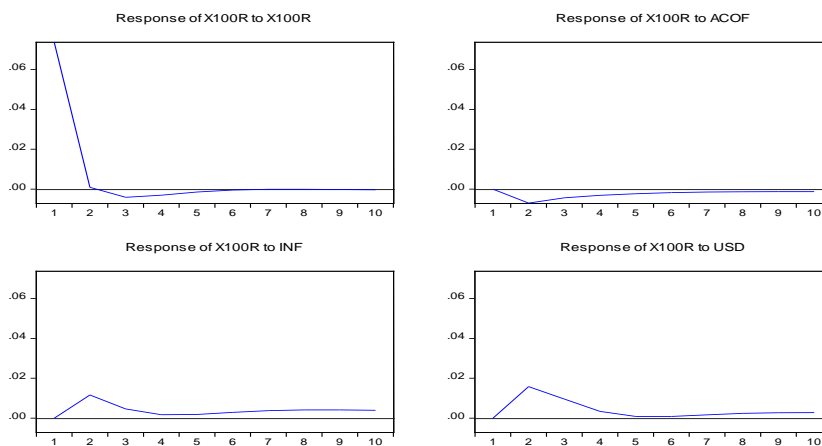 Response of X100R to X100R
.06
.04
.02
.00
1 2 3 4 5 6 7 8 9 10
Response of X100R to ACOF
.06
.04
.02
.00
1 2 3 4 5 6 7 8 9 10
Response of X100R to INF
.06
.04
.02
.00
1 2 3 4 5 6 7 8 9 10
Response of X100R to USD
.06
.04
.02
.00
1 2 3 4 5 6 7 8 9 10